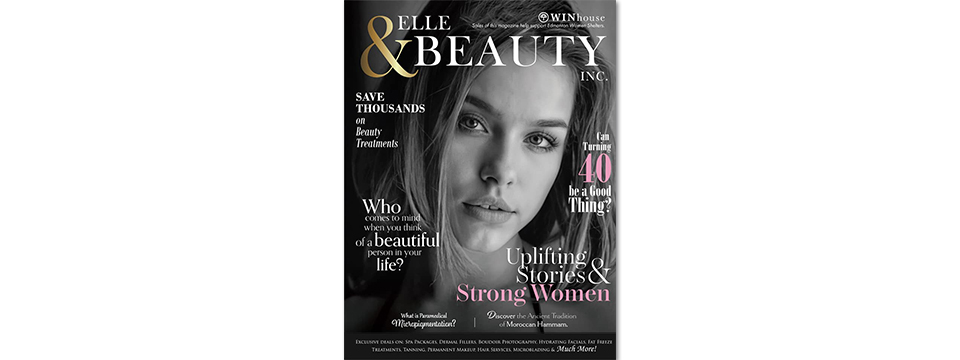 WINhouse
Sales of this magazine help support Edmonton Women Shelters.
ELLE
& BEAUTY
INC.
SAVE
THOUSANDS
on
Beauty
Treatments
Can
Turning
40
be a Good
Thing?
Who
comes to mind
when you think
of a beautiful
person in your
life?
Uplifting
Stories &
Strong Women
What is Paramedical
Micropigmentation?
Discover the Ancient Tradition
of Moroccan Hammam.
EXCLUSIVE DEALS ON: SPA PACKAGES, DERMAL FILLERS, BOUDOIR PHOTOGRAPHY, HYDRATING FACIALS, FAT FREEZE
TREATMENTS, TANNING, PERMANENT MAKEUP, HAIR SERVICES, MICROBLADING & Much More!